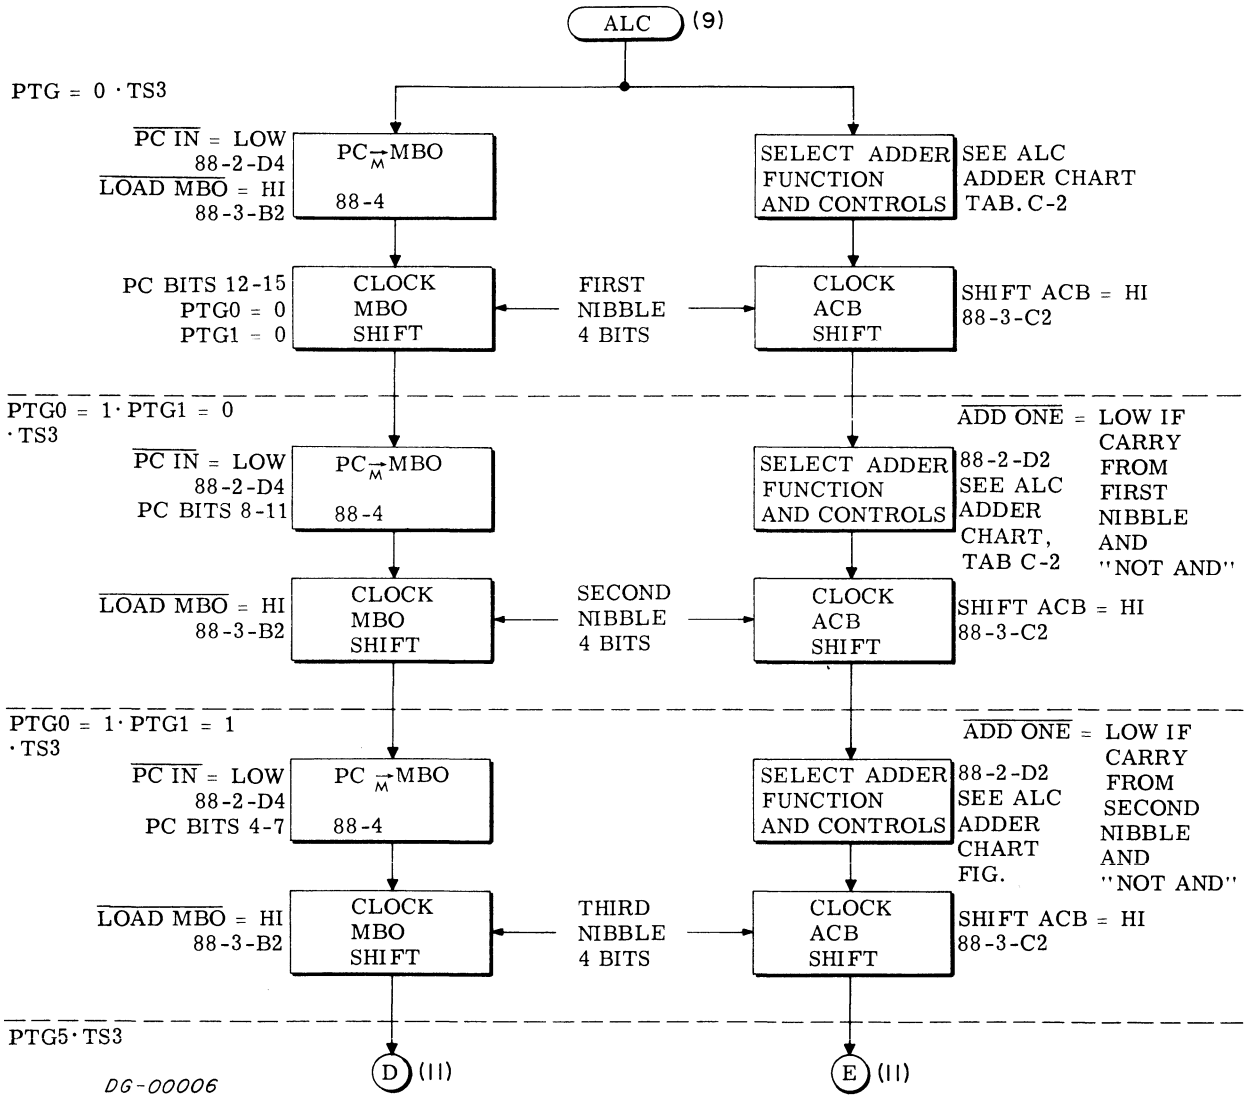 ALC (9)
PTG = 0 · TS3
PC IN = LOW
88-2-D4
LOAD MBO = HI
88-3-B2
PC →M MBO
88-4
SELECT ADDER
FUNCTION
AND CONTROLS
SEE ALC
ADDER CHART
TAB. C-2
PC BITS 12-15
PTG0 = 0
PTG1 = 0
CLOCK
MBO
SHIFT
FIRST
NIBBLE
4 BITS
CLOCK
ACB
SHIFT
SHIFT ACB = HI
88-3-C2
PTG0 = 1 · PTG1 = 0
· TS3
PC IN = LOW
88-2-D4
PC BITS 8-11
PC →M MBO
88-4
SELECT ADDER
FUNCTION
AND CONTROLS
ADD ONE = LOW IF
CARRY
FROM
FIRST
NIBBLE
AND
"NOT AND"
88-2-D2
SEE ALC
ADDER
CHART,
TAB C-2
LOAD MBO = HI
88-3-B2
CLOCK
MBO
SHIFT
SECOND
NIBBLE
4 BITS
CLOCK
ACB
SHIFT
SHIFT ACB = HI
88-3-C2
PTG0 = 1 · PTG1 = 1
· TS3
PC IN = LOW
88-2-D4
PC BITS 4-7
PC →M MBO
88-4
SELECT ADDER
FUNCTION
AND CONTROLS
ADD ONE = LOW IF
CARRY
FROM
SECOND
NIBBLE
AND
"NOT AND"
88-2-D2
SEE ALC
ADDER
CHART
FIG.
LOAD MBO = HI
88-3-B2
CLOCK
MBO
SHIFT
THIRD
NIBBLE
4 BITS
CLOCK
ACB
SHIFT
SHIFT ACB = HI
88-3-C2
PTG5 · TS3
D (11)
E (11)
DG-00006